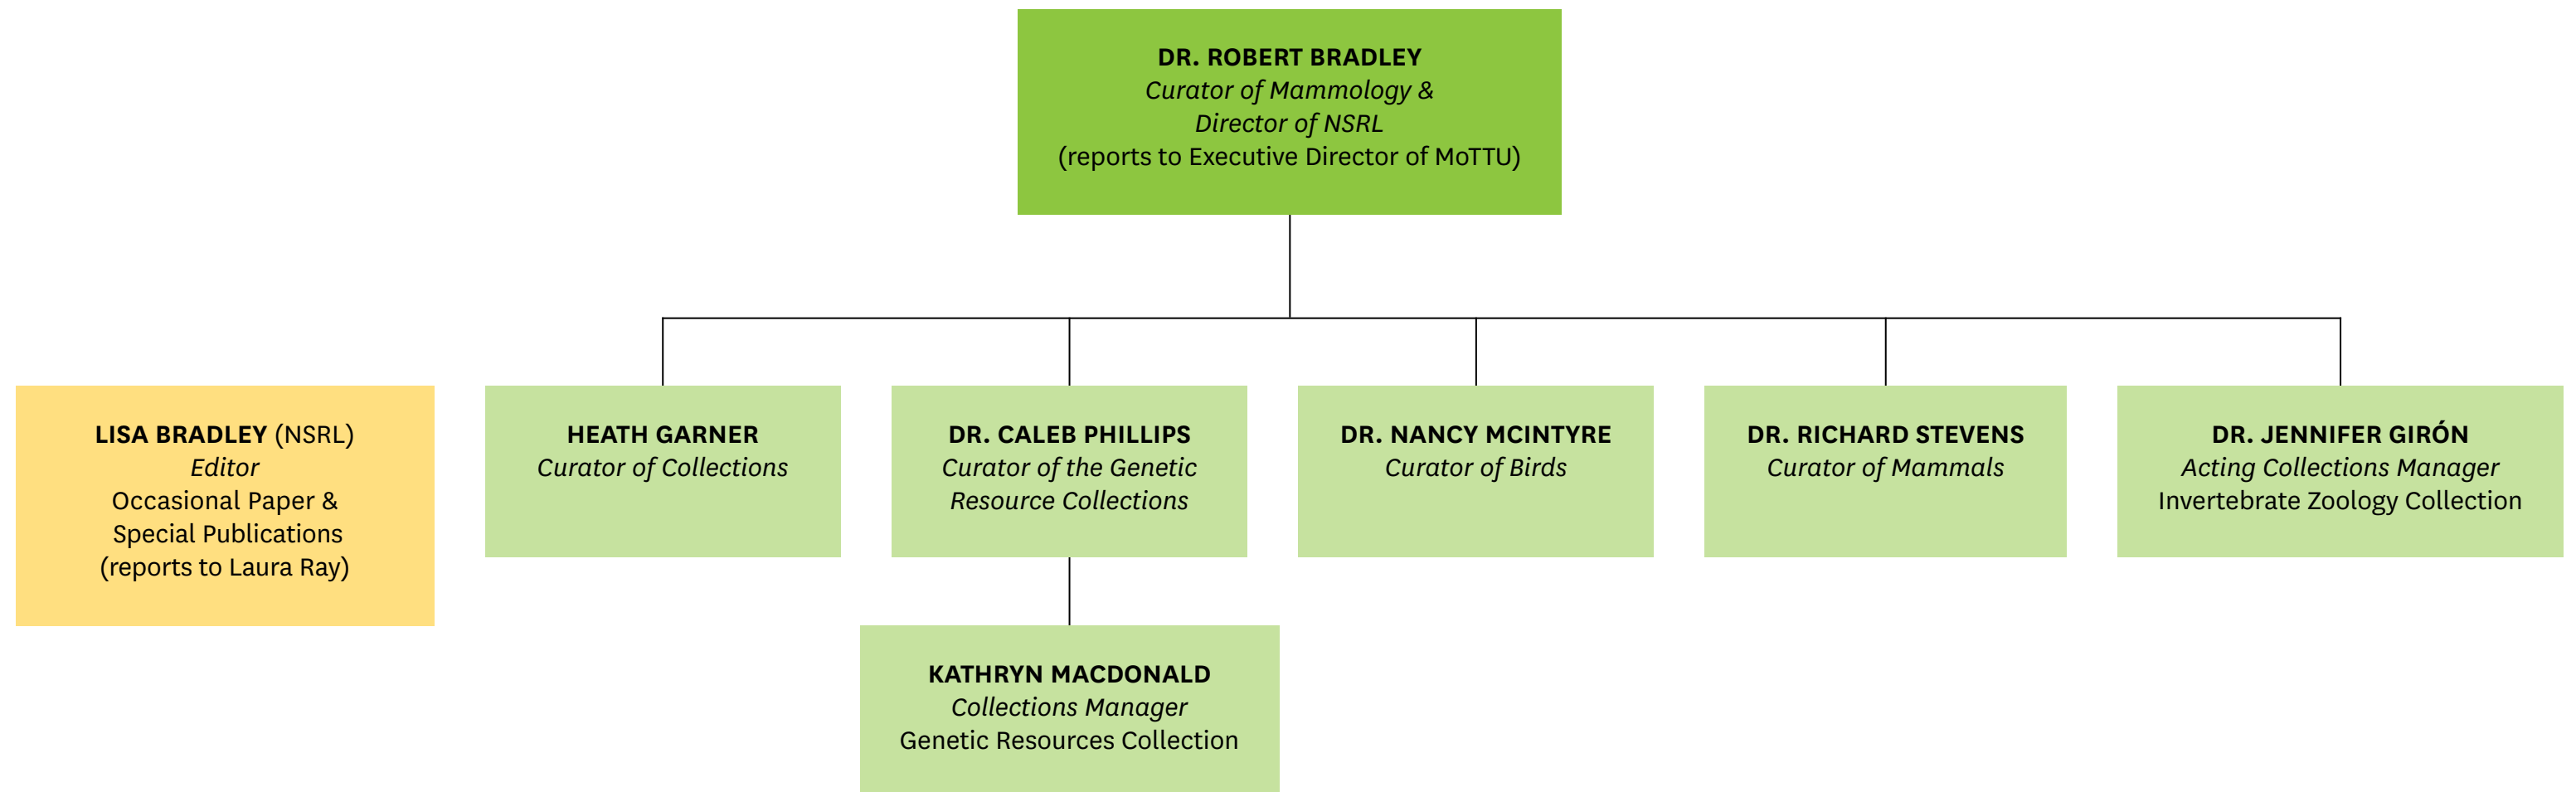 DR. ROBERT BRADLEY
Curator of Mammology &
Director of NSRL
(reports to Executive Director of MoTTU)
LISA BRADLEY (NSRL)
Editor
Occasional Paper &
Special Publications
(reports to Laura Ray)
HEATH GARNER
Curator of Collections
DR. CALEB PHILLIPS
Curator of the Genetic
Resource Collections
DR. NANCY MCINTYRE
Curator of Birds
DR. RICHARD STEVENS
Curator of Mammals
DR. JENNIFER GIRÓN
Acting Collections Manager
Invertebrate Zoology Collection
KATHRYN MACDONALD
Collections Manager
Genetic Resources Collection